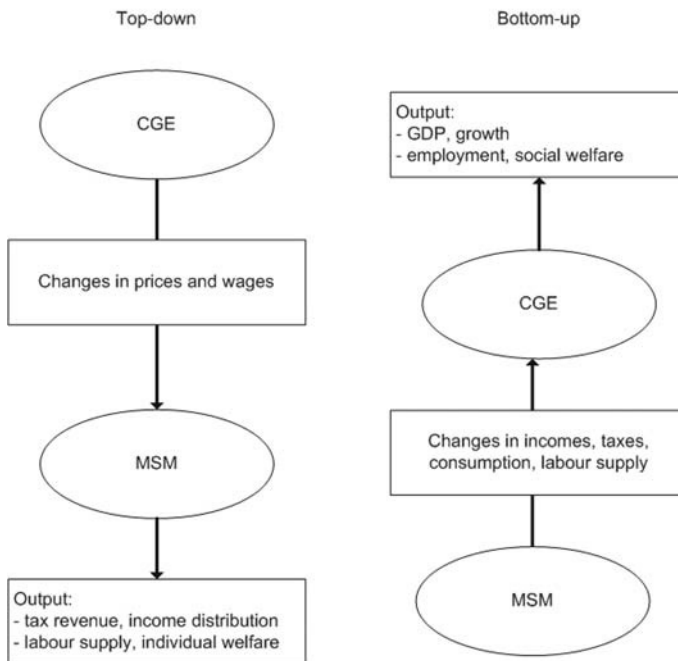 Top-down
CGE
Changes in prices and wages
MSM
Output:
- tax revenue, income distribution
- labour supply, individual welfare
Bottom-up
Output:
- GDP, growth
- employment, social welfare
CGE
Changes in incomes, taxes,
consumption, labour supply
MSM